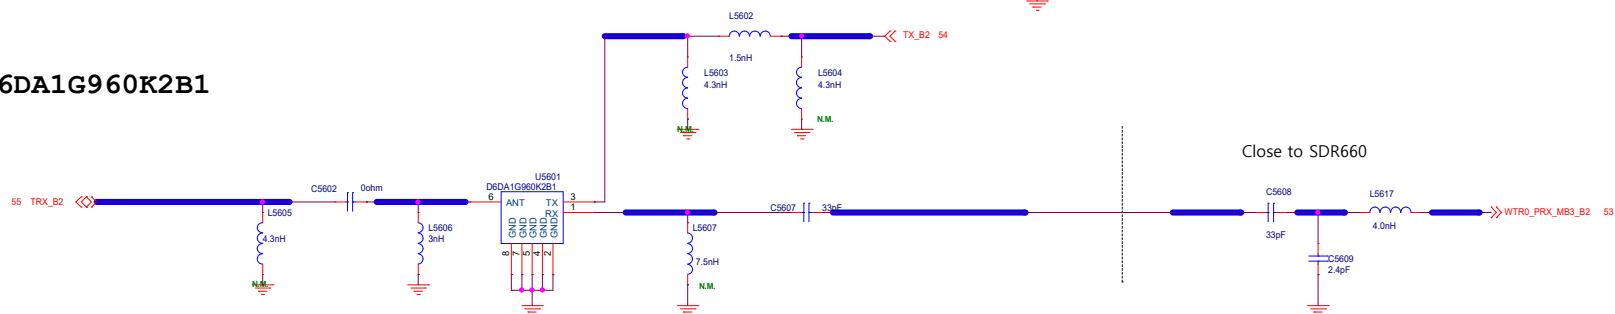 L5602
TX_B2 54
1.5nH
L5603
4.3nH
L5604
4.3nH
6DA1G960K2B1
N.M.
N.M.
Close to SDR660
U5601
D6DA1G960K2B1
C5602
0ohm
55 TRX_B2
6
ANT
TX
3
RX
1
GND
GND
GND
GND
GND
8
7
5
4
2
L5605
4.3nH
N.M.
L5606
3nH
C5607
33pF
L5607
7.5nH
N.M.
C5608
33pF
L5617
4.0nH
WTR0_PRX_MB3_B2 53
C5609
2.4pF